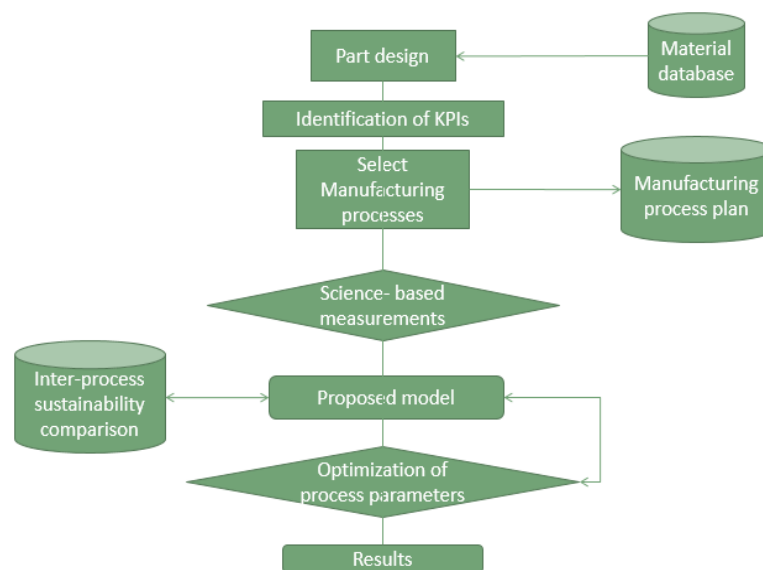 Part design
Material
database
Identification of KPIs
Select
Manufacturing
processes
Manufacturing
process plan
Science- based
measurements
Inter-process
sustainability
comparison
Proposed model
Optimization of
process parameters
Results